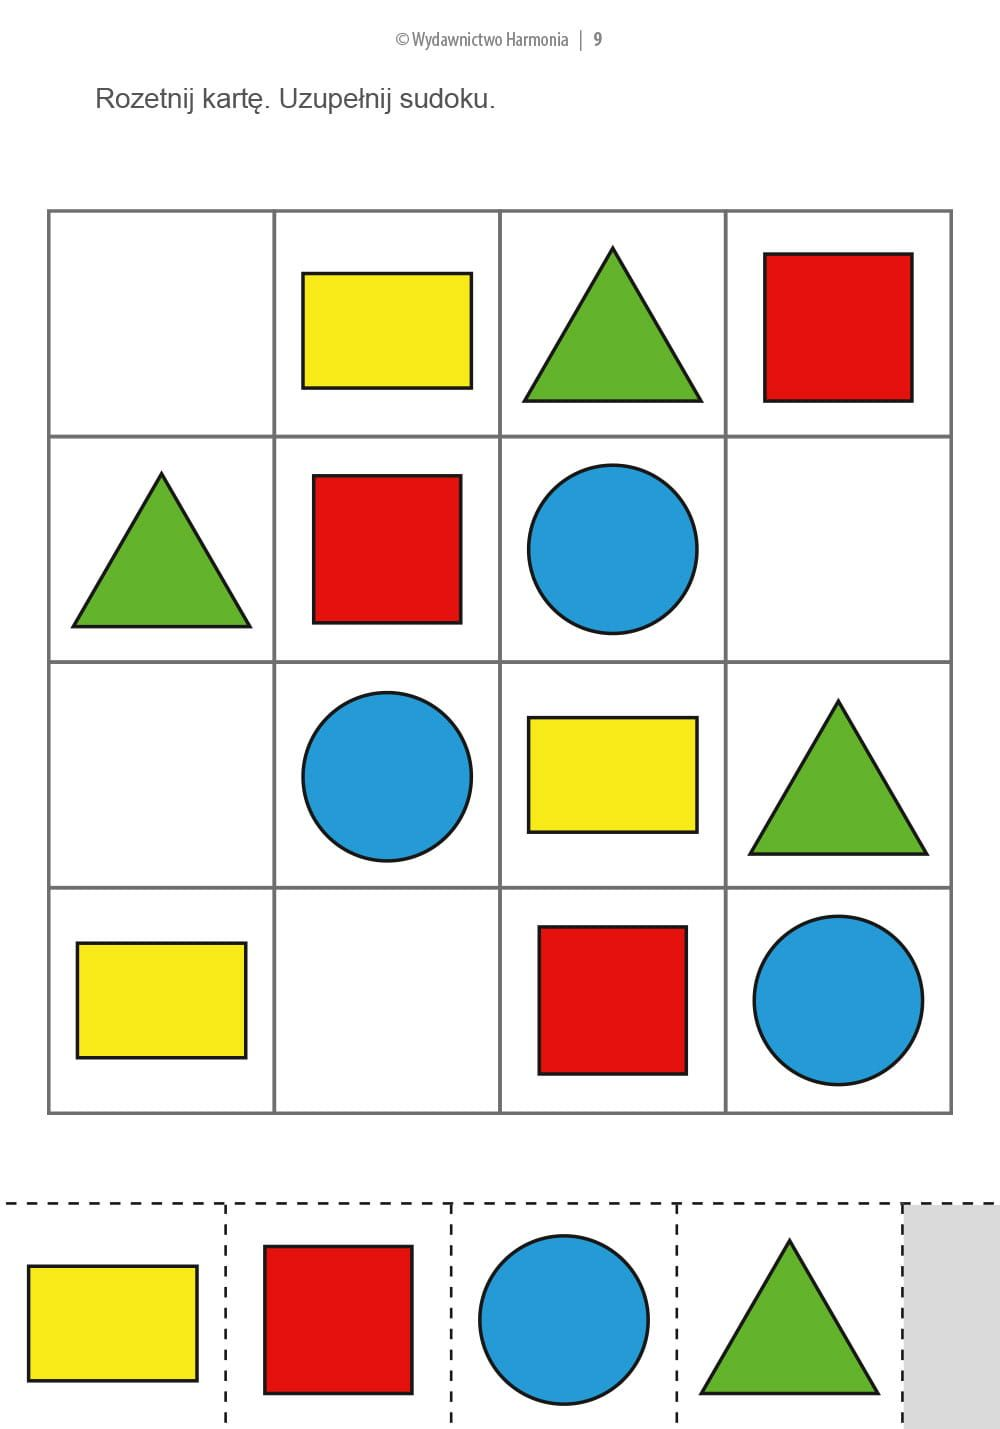 © Wydawnictwo Harmonia | 9
Rozetnij kartę. Uzupełnij sudoku.